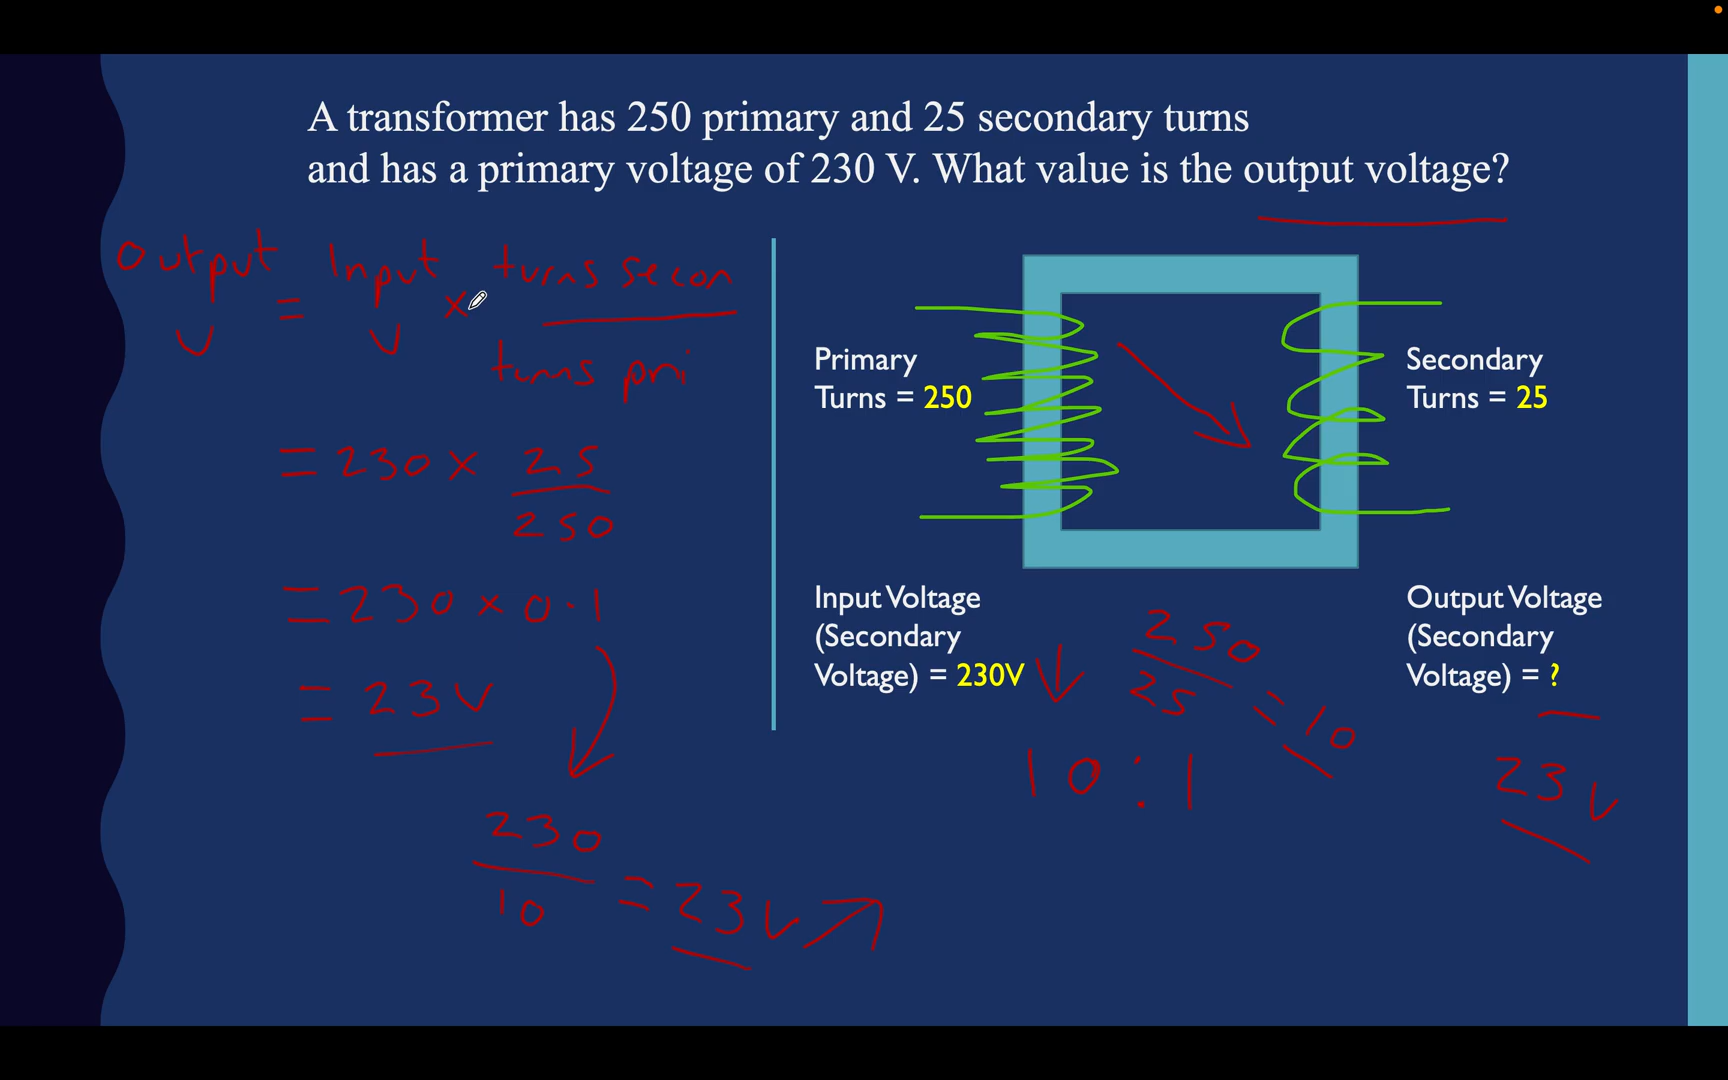 A transformer has 250 primary and 25 secondary turns
and has a primary voltage of 230 V. What value is the output voltage?
Output V = Input V × turns secon
turns pri
= 230 × 25
250
= 230 × 0.1
= 23V
230
10 = 23V
Primary
Turns = 250
Secondary
Turns = 25
Input Voltage
(Secondary
Voltage) = 230V
250
25 = 10
10 : 1
Output Voltage
(Secondary
Voltage) = ?
23V